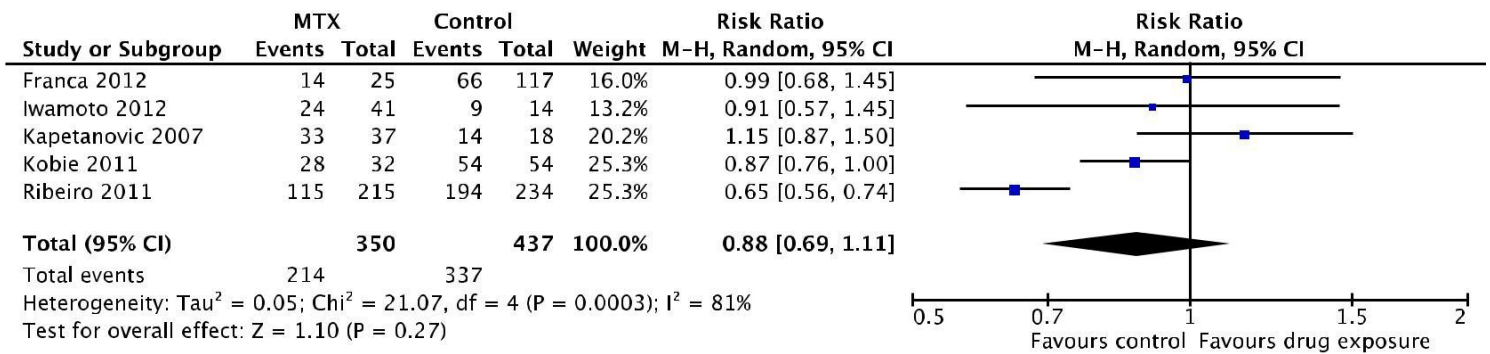 MTX Control Risk Ratio Risk Ratio
Study or Subgroup Events Total Events Total Weight M-H, Random, 95% CI M-H, Random, 95% CI
Franca 2012 14 25 66 117 16.0% 0.99 [0.68, 1.45]
Iwamoto 2012 24 41 9 14 13.2% 0.91 [0.57, 1.45]
Kapetanovic 2007 33 37 14 18 20.2% 1.15 [0.87, 1.50]
Kobie 2011 28 32 54 54 25.3% 0.87 [0.76, 1.00]
Ribeiro 2011 115 215 194 234 25.3% 0.65 [0.56, 0.74]
Total (95% CI) 350 437 100.0% 0.88 [0.69, 1.11]
Total events 214 337
Heterogeneity: Tau² = 0.05; Chi² = 21.07, df = 4 (P = 0.0003); I² = 81%
Test for overall effect: Z = 1.10 (P = 0.27)
0.5 0.7 1 1.5 2
Favours control Favours drug exposure